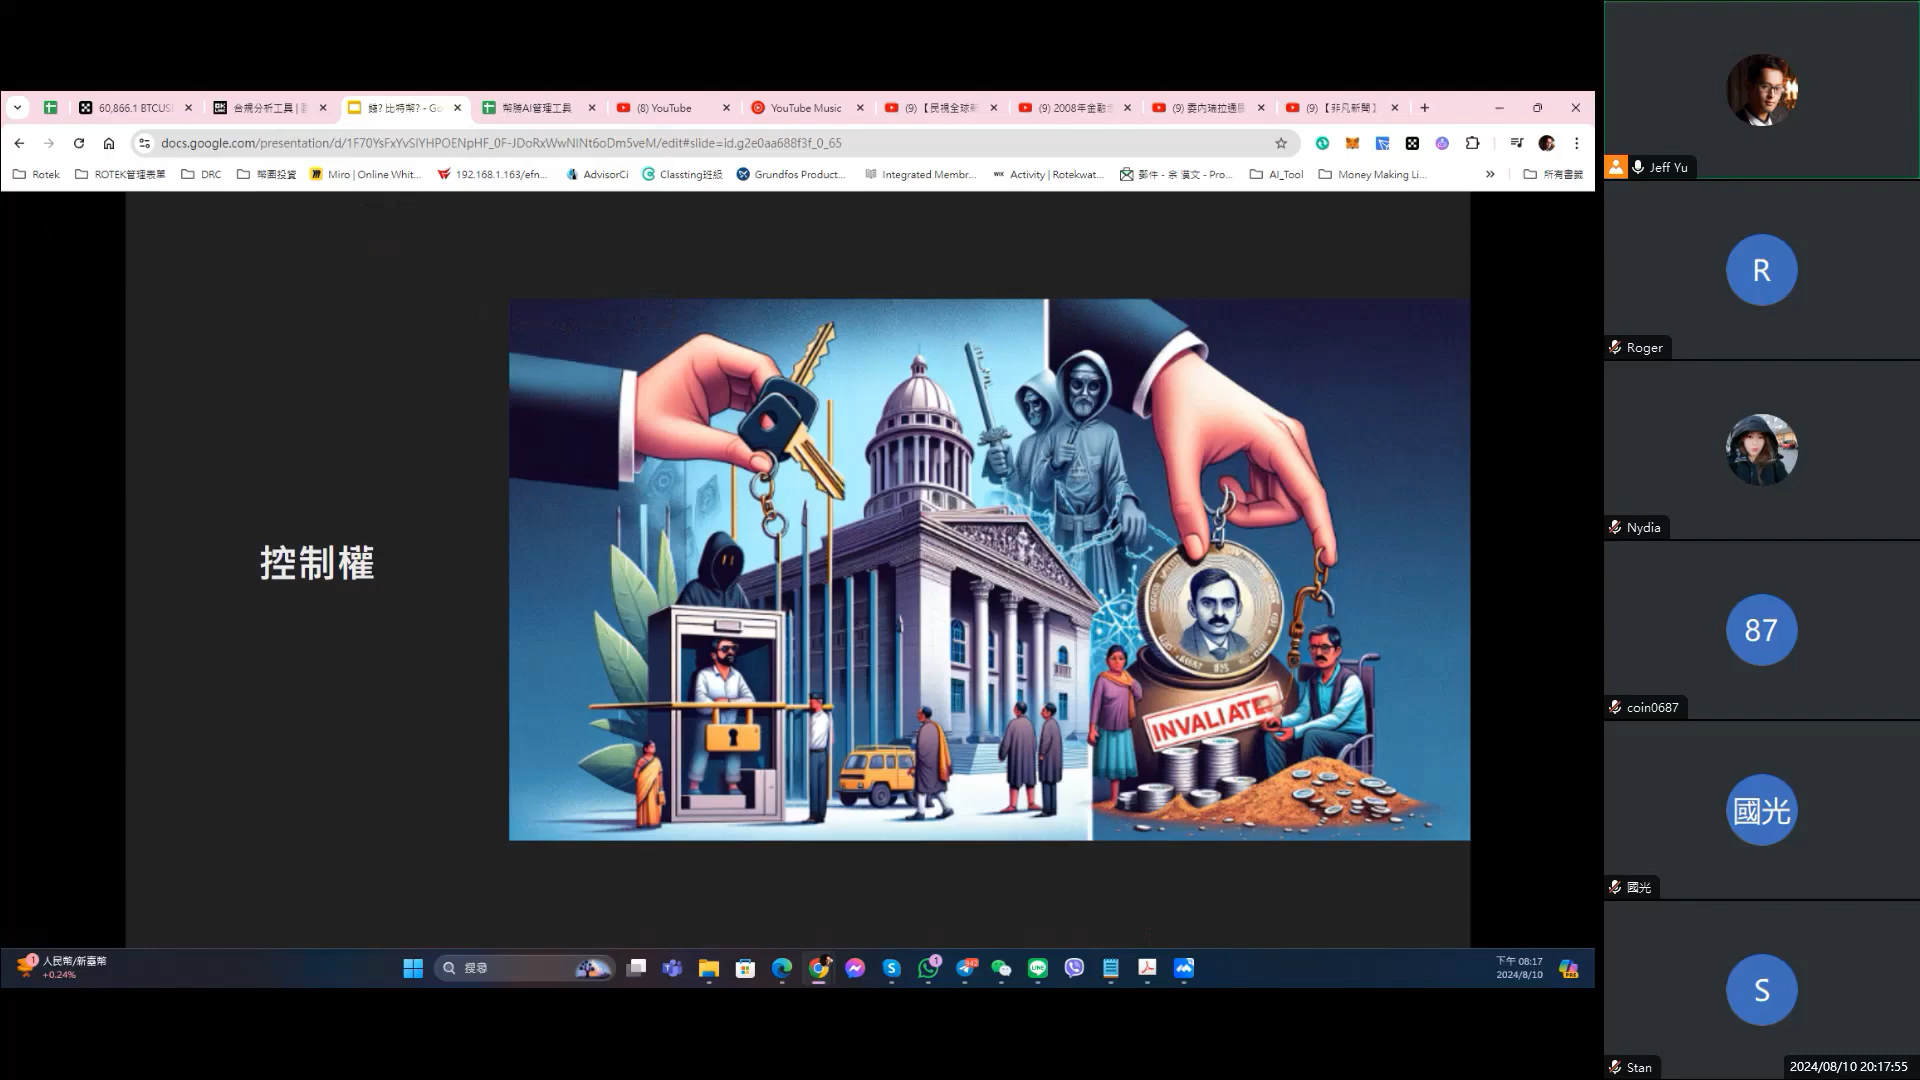 60,866.1 BTCUS
合規分析工具 | 區
錢? 比特幣? - Go
幣勝AI管理工具
(8) YouTube
YouTube Music
(9) 【民視全球新
(9) 2008年金融
(9) 委內瑞拉通膨
(9) 【非凡新聞】
docs.google.com/presentation/d/1F70YsFxYvSIYHPOENpHF_0F-JDoRxWwNINt6oDm5veM/edit#slide=id.g2e0aa688f3f_0_65
Rotek
ROTEK管理表單
DRC
幣圈投資
Miro | Online Whit...
192.168.1.163/efn...
AdvisorCi
Classting班級
Grundfos Product...
Integrated Membr...
Activity | Rotekwat...
郵件 - 余 漢文 - Pro...
AI_Tool
Money Making Li...
所有書籤
控制權
INVALIATE
人民幣/新臺幣
+0.24%
搜尋
下午 08:17
2024/8/10
Jeff Yu
R
Roger
Nydia
87
coin0687
國光
國光
S
Stan
2024/08/10 20:17:55